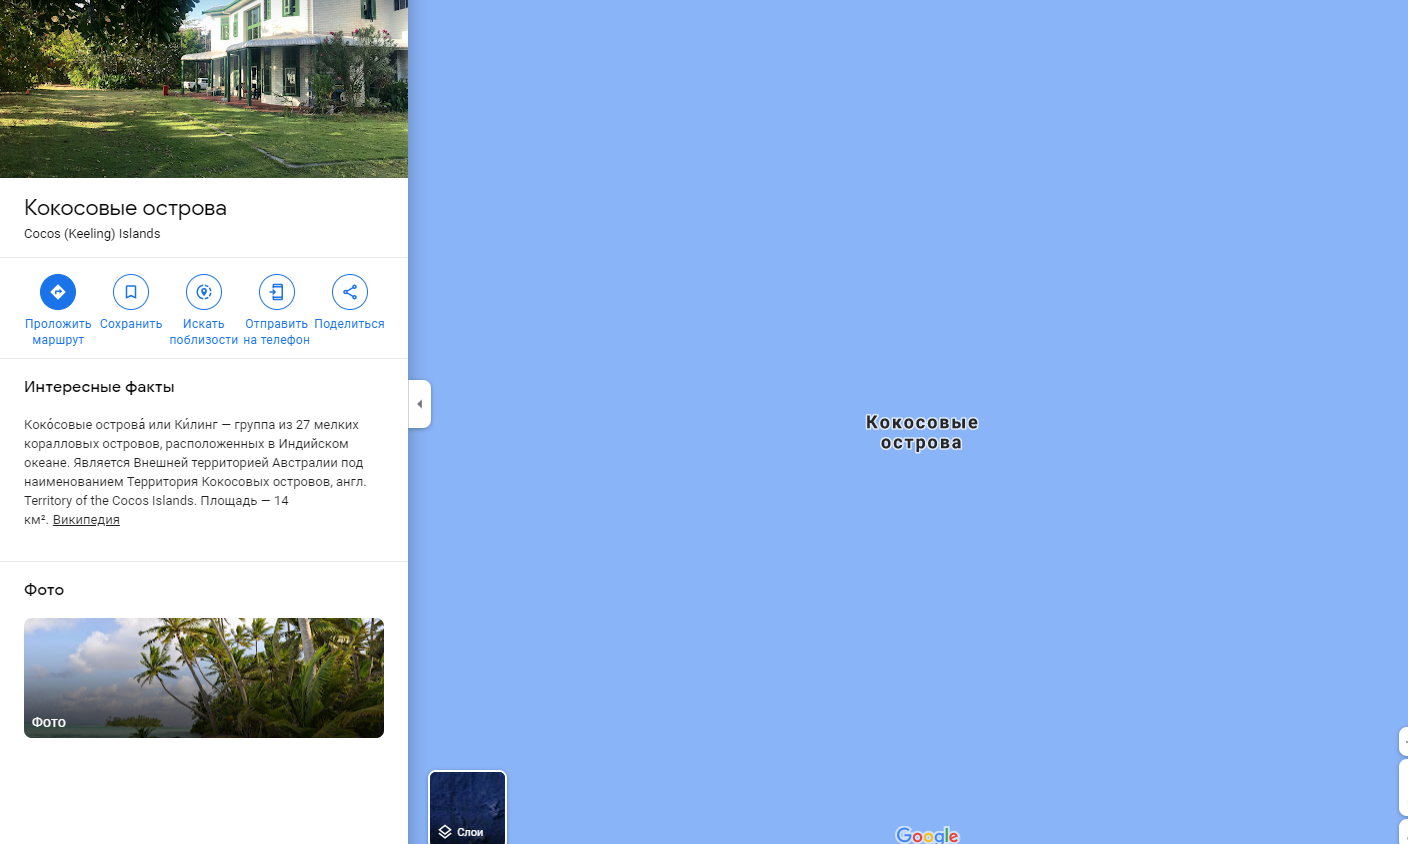 Кокосовые острова
Cocos (Keeling) Islands
Проложить
маршрут
Сохранить
Искать
поблизости
Отправить
на телефон
Поделиться
Интересные факты
Коко́совые острова́ или Ки́линг — группа из 27 мелких
коралловых островов, расположенных в Индийском
океане. Является Внешней территорией Австралии под
наименованием Территория Кокосовых островов, англ.
Territory of the Cocos Islands. Площадь — 14
км². Википедия
Фото
Фото
Кокосовые
острова
Слои
Google